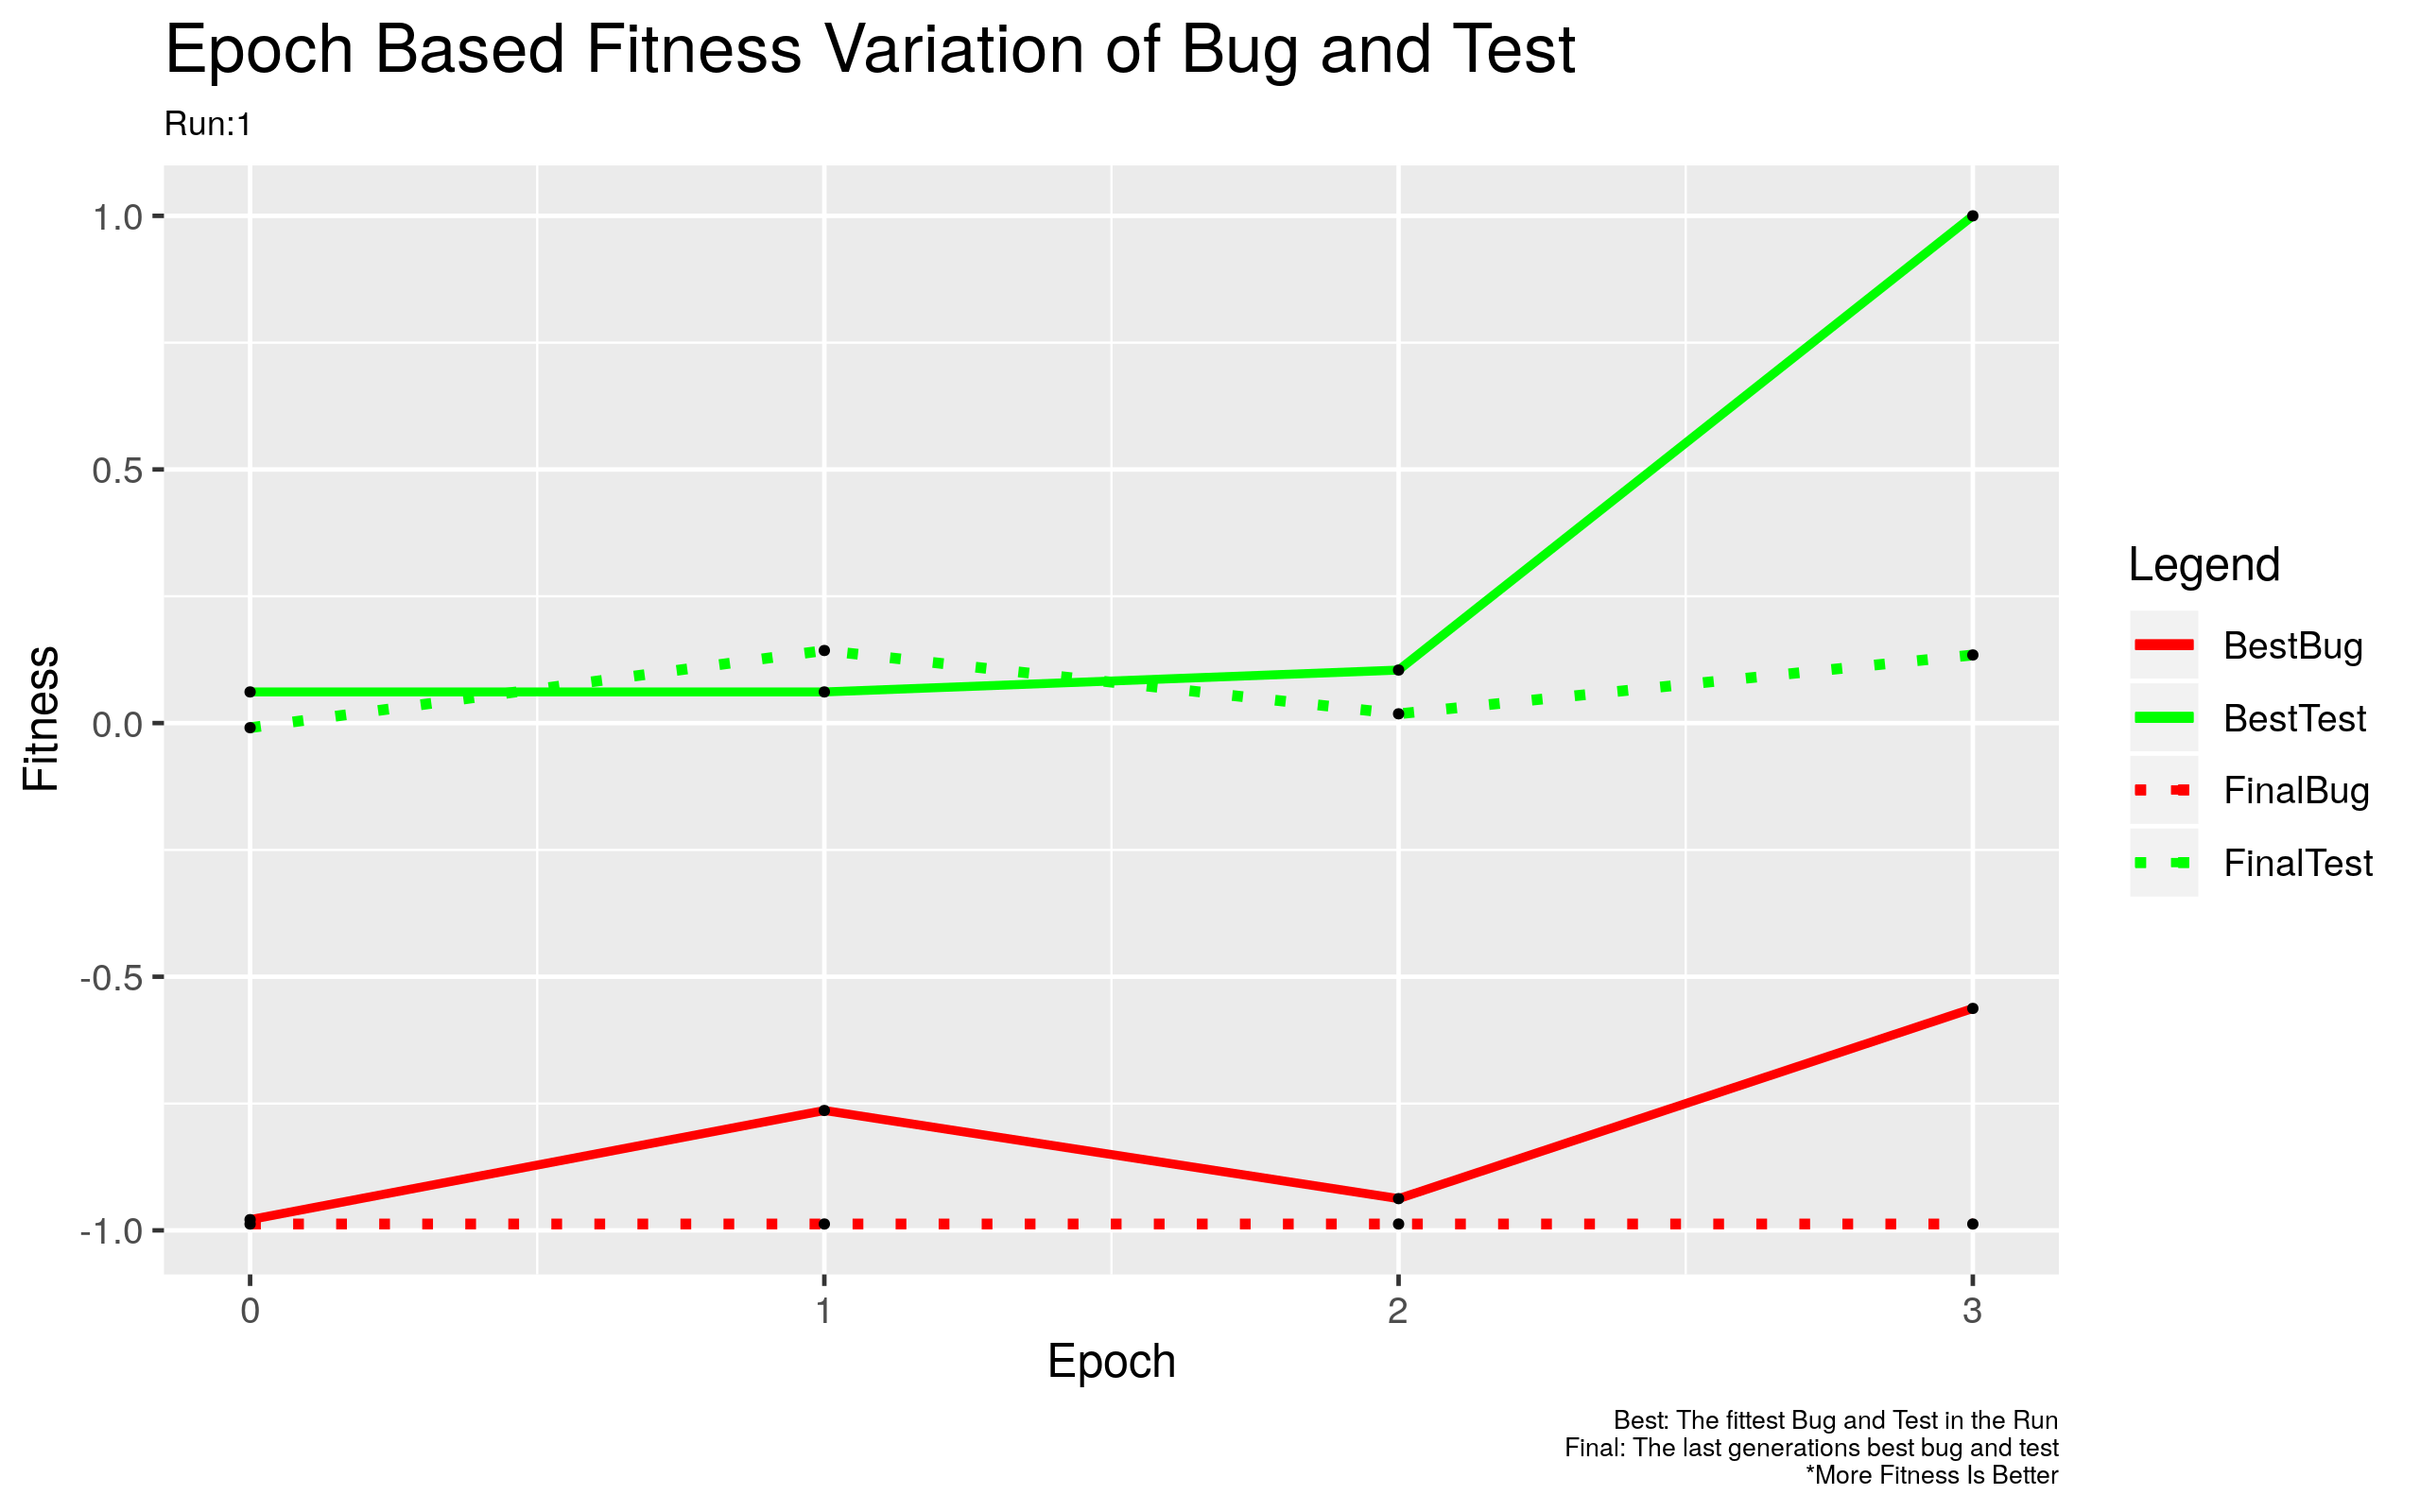 Epoch Based Fitness Variation of Bug and Test
Run:1
1.0
0.5
0.0
-0.5
-1.0
Fitness
0
1
2
3
Epoch
Legend
BestBug
BestTest
FinalBug
FinalTest
Best: The fittest Bug and Test in the Run
Final: The last generations best bug and test
*More Fitness Is Better